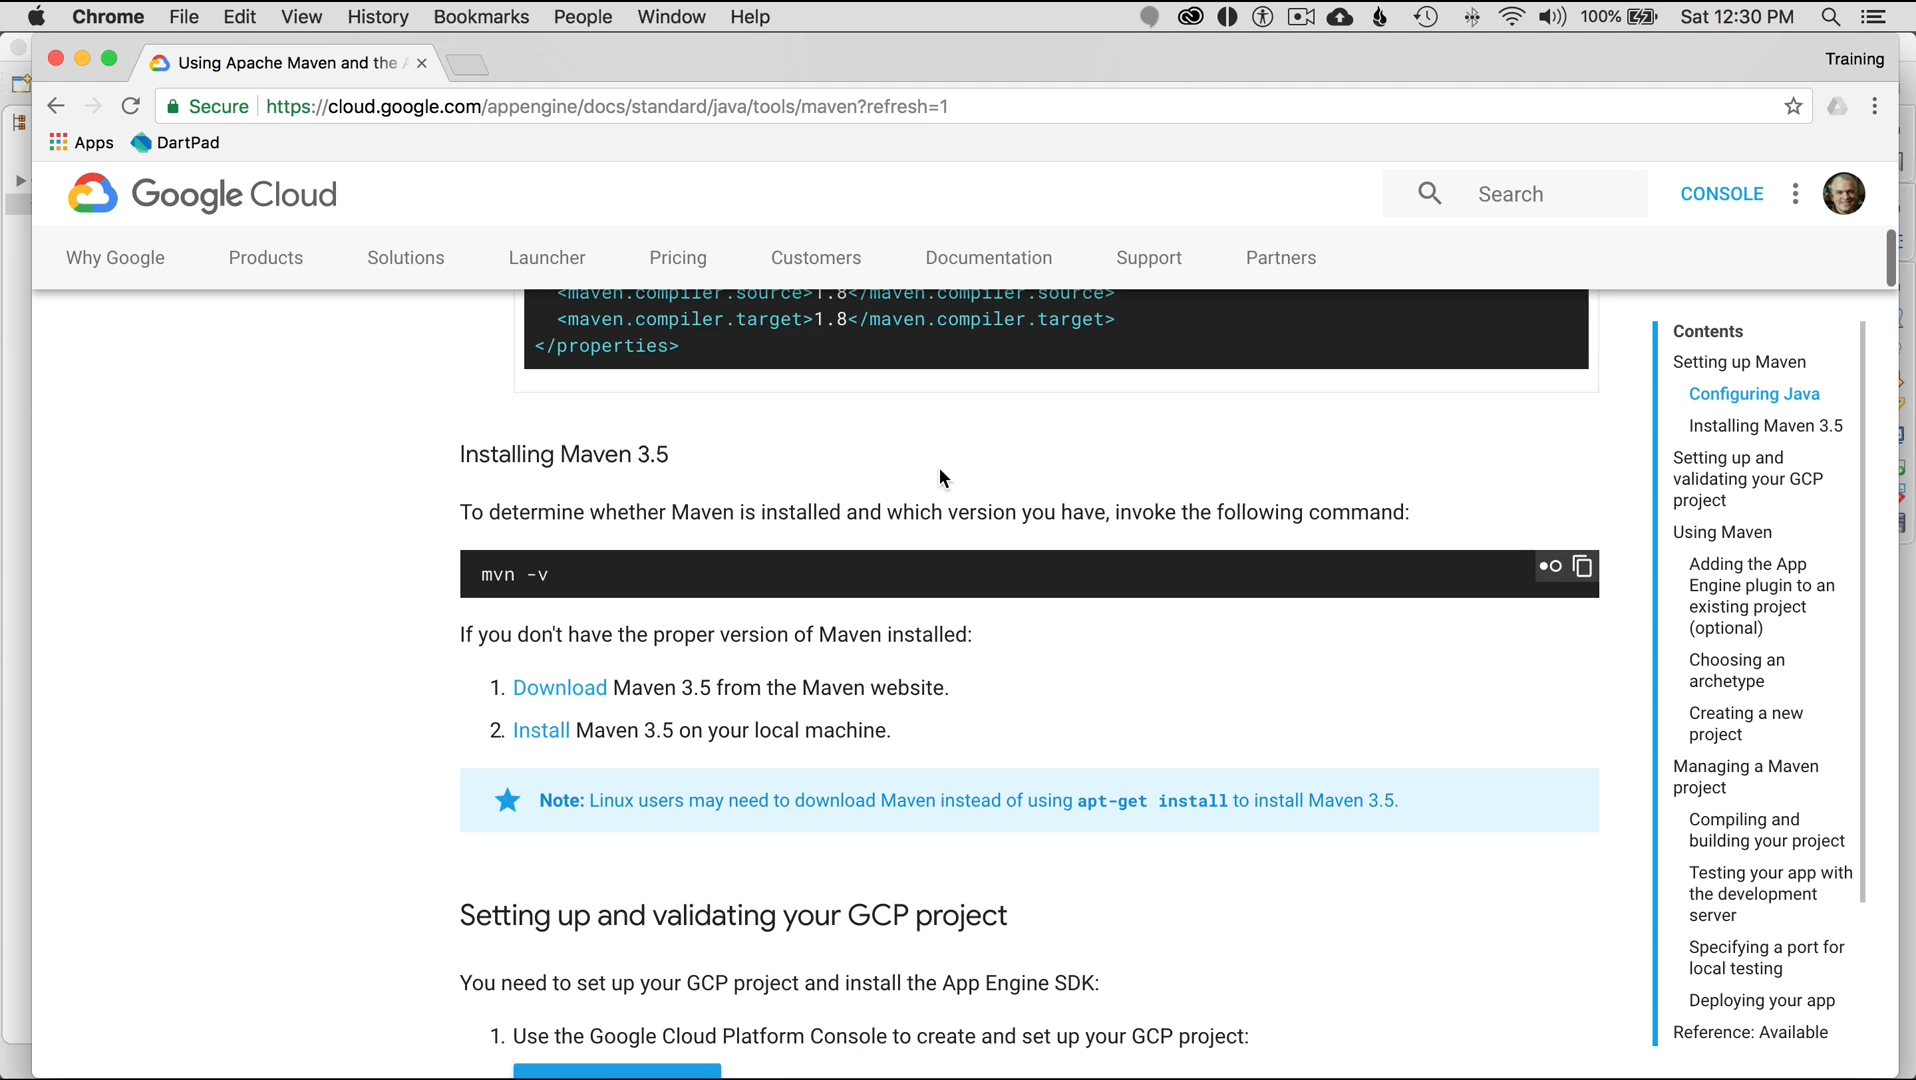 Chrome File Edit View History Bookmarks People Window Help 100% Sat 12:30 PM
Using Apache Maven and the A Training
Secure https://cloud.google.com/appengine/docs/standard/java/tools/maven?refresh=1
Apps DartPad
Google Cloud Search CONSOLE
Why Google Products Solutions Launcher Pricing Customers Documentation Support Partners
<maven.compiler.source>1.8</maven.compiler.source>
<maven.compiler.target>1.8</maven.compiler.target>
</properties>
Installing Maven 3.5
To determine whether Maven is installed and which version you have, invoke the following command:
mvn -v
If you don't have the proper version of Maven installed:
1. Download Maven 3.5 from the Maven website.
2. Install Maven 3.5 on your local machine.
Note: Linux users may need to download Maven instead of using apt-get install to install Maven 3.5.
Setting up and validating your GCP project
You need to set up your GCP project and install the App Engine SDK:
1. Use the Google Cloud Platform Console to create and set up your GCP project:
Contents
Setting up Maven
Configuring Java
Installing Maven 3.5
Setting up and
validating your GCP
project
Using Maven
Adding the App
Engine plugin to an
existing project
(optional)
Choosing an
archetype
Creating a new
project
Managing a Maven
project
Compiling and
building your project
Testing your app with
the development
server
Specifying a port for
local testing
Deploying your app
Reference: Available